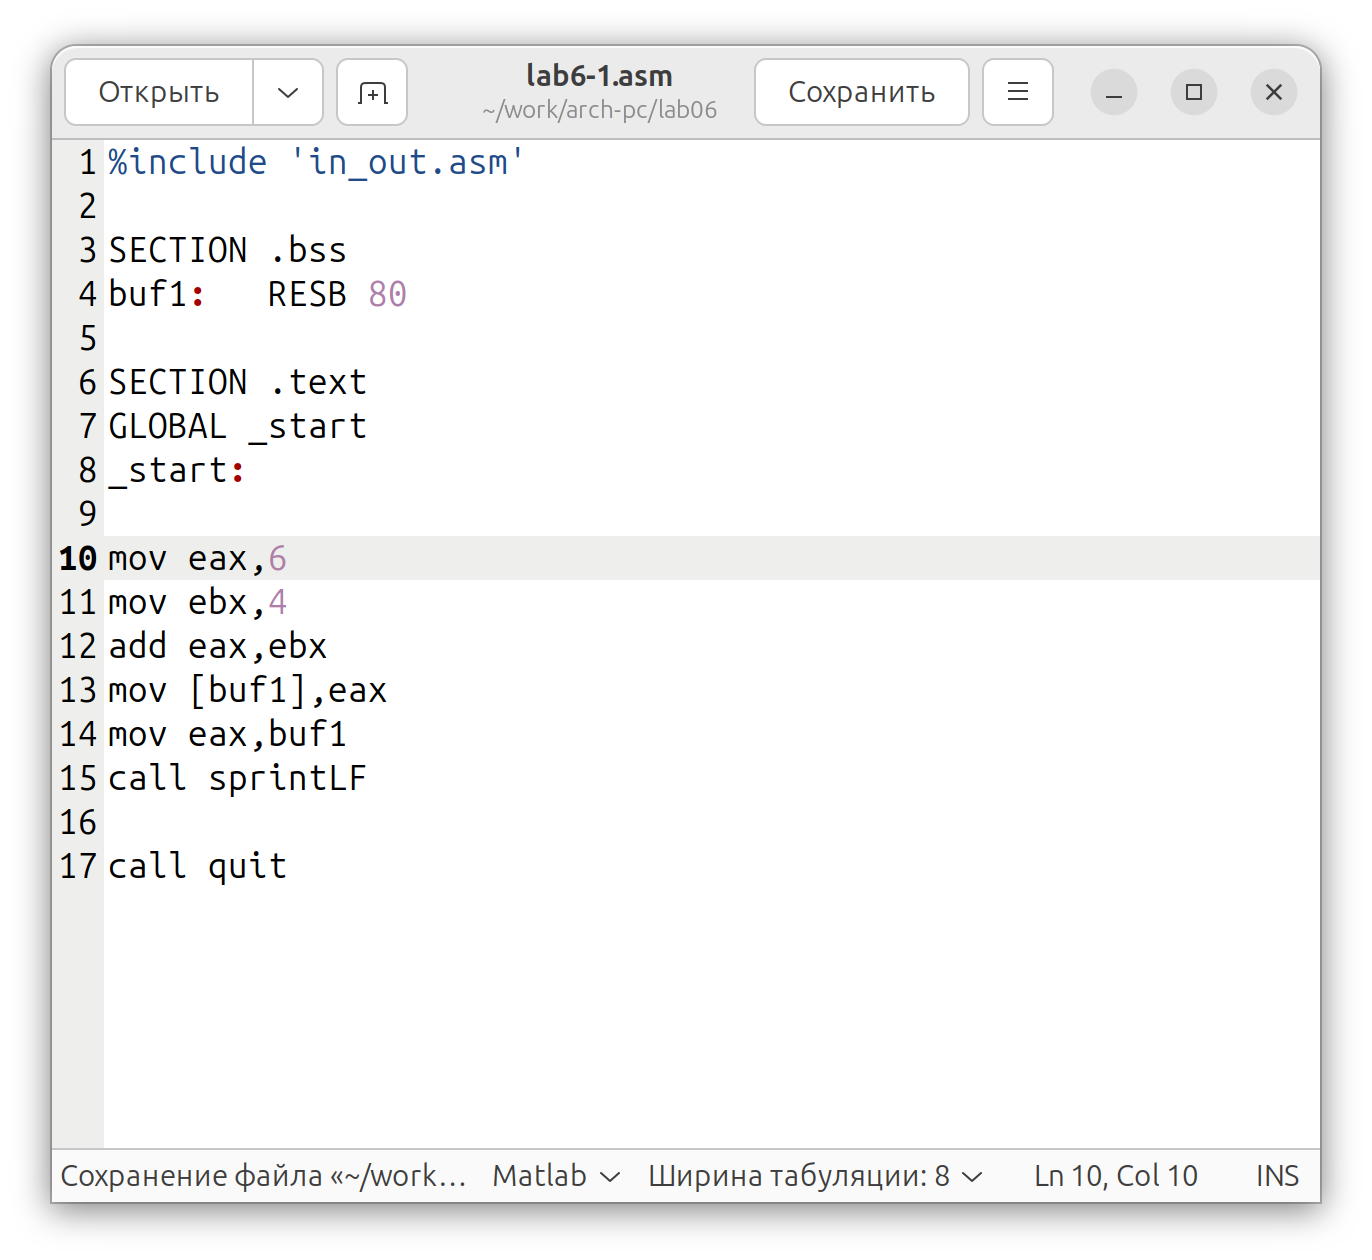 Открыть
lab6-1.asm
~/work/arch-pc/lab06
Сохранить
1 %include 'in_out.asm'
2
3 SECTION .bss
4 buf1:   RESB 80
5
6 SECTION .text
7 GLOBAL _start
8 _start:
9
10 mov eax,6
11 mov ebx,4
12 add eax,ebx
13 mov [buf1],eax
14 mov eax,buf1
15 call sprintLF
16
17 call quit
Сохранение файла «~/work… Matlab Ширина табуляции: 8 Ln 10, Col 10 INS